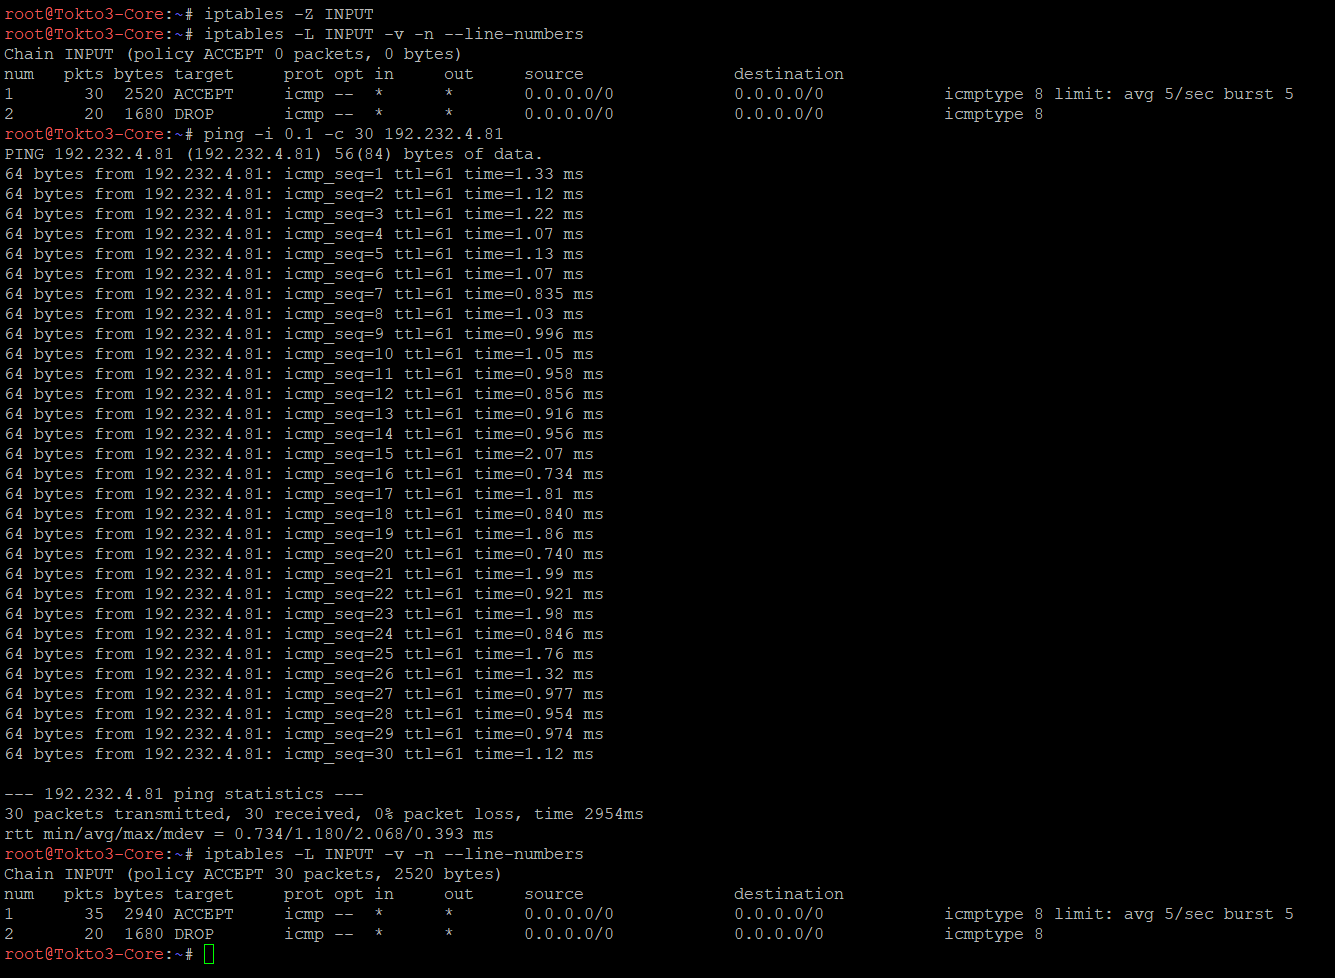 root@Tokto3-Core:~# iptables -Z INPUT
root@Tokto3-Core:~# iptables -L INPUT -v -n --line-numbers
Chain INPUT (policy ACCEPT 0 packets, 0 bytes)
num   pkts bytes target     prot opt in     out     source               destination
1       30  2520 ACCEPT     icmp --  *      *       0.0.0.0/0            0.0.0.0/0            icmptype 8 limit: avg 5/sec burst 5
2       20  1680 DROP       icmp --  *      *       0.0.0.0/0            0.0.0.0/0            icmptype 8
root@Tokto3-Core:~# ping -i 0.1 -c 30 192.232.4.81
PING 192.232.4.81 (192.232.4.81) 56(84) bytes of data.
64 bytes from 192.232.4.81: icmp_seq=1 ttl=61 time=1.33 ms
64 bytes from 192.232.4.81: icmp_seq=2 ttl=61 time=1.12 ms
64 bytes from 192.232.4.81: icmp_seq=3 ttl=61 time=1.22 ms
64 bytes from 192.232.4.81: icmp_seq=4 ttl=61 time=1.07 ms
64 bytes from 192.232.4.81: icmp_seq=5 ttl=61 time=1.13 ms
64 bytes from 192.232.4.81: icmp_seq=6 ttl=61 time=1.07 ms
64 bytes from 192.232.4.81: icmp_seq=7 ttl=61 time=0.835 ms
64 bytes from 192.232.4.81: icmp_seq=8 ttl=61 time=1.03 ms
64 bytes from 192.232.4.81: icmp_seq=9 ttl=61 time=0.996 ms
64 bytes from 192.232.4.81: icmp_seq=10 ttl=61 time=1.05 ms
64 bytes from 192.232.4.81: icmp_seq=11 ttl=61 time=0.958 ms
64 bytes from 192.232.4.81: icmp_seq=12 ttl=61 time=0.856 ms
64 bytes from 192.232.4.81: icmp_seq=13 ttl=61 time=0.916 ms
64 bytes from 192.232.4.81: icmp_seq=14 ttl=61 time=0.956 ms
64 bytes from 192.232.4.81: icmp_seq=15 ttl=61 time=2.07 ms
64 bytes from 192.232.4.81: icmp_seq=16 ttl=61 time=0.734 ms
64 bytes from 192.232.4.81: icmp_seq=17 ttl=61 time=1.81 ms
64 bytes from 192.232.4.81: icmp_seq=18 ttl=61 time=0.840 ms
64 bytes from 192.232.4.81: icmp_seq=19 ttl=61 time=1.86 ms
64 bytes from 192.232.4.81: icmp_seq=20 ttl=61 time=0.740 ms
64 bytes from 192.232.4.81: icmp_seq=21 ttl=61 time=1.99 ms
64 bytes from 192.232.4.81: icmp_seq=22 ttl=61 time=0.921 ms
64 bytes from 192.232.4.81: icmp_seq=23 ttl=61 time=1.98 ms
64 bytes from 192.232.4.81: icmp_seq=24 ttl=61 time=0.846 ms
64 bytes from 192.232.4.81: icmp_seq=25 ttl=61 time=1.76 ms
64 bytes from 192.232.4.81: icmp_seq=26 ttl=61 time=1.32 ms
64 bytes from 192.232.4.81: icmp_seq=27 ttl=61 time=0.977 ms
64 bytes from 192.232.4.81: icmp_seq=28 ttl=61 time=0.954 ms
64 bytes from 192.232.4.81: icmp_seq=29 ttl=61 time=0.974 ms
64 bytes from 192.232.4.81: icmp_seq=30 ttl=61 time=1.12 ms

--- 192.232.4.81 ping statistics ---
30 packets transmitted, 30 received, 0% packet loss, time 2954ms
rtt min/avg/max/mdev = 0.734/1.180/2.068/0.393 ms
root@Tokto3-Core:~# iptables -L INPUT -v -n --line-numbers
Chain INPUT (policy ACCEPT 30 packets, 2520 bytes)
num   pkts bytes target     prot opt in     out     source               destination
1       35  2940 ACCEPT     icmp --  *      *       0.0.0.0/0            0.0.0.0/0            icmptype 8 limit: avg 5/sec burst 5
2       20  1680 DROP       icmp --  *      *       0.0.0.0/0            0.0.0.0/0            icmptype 8
root@Tokto3-Core:~#